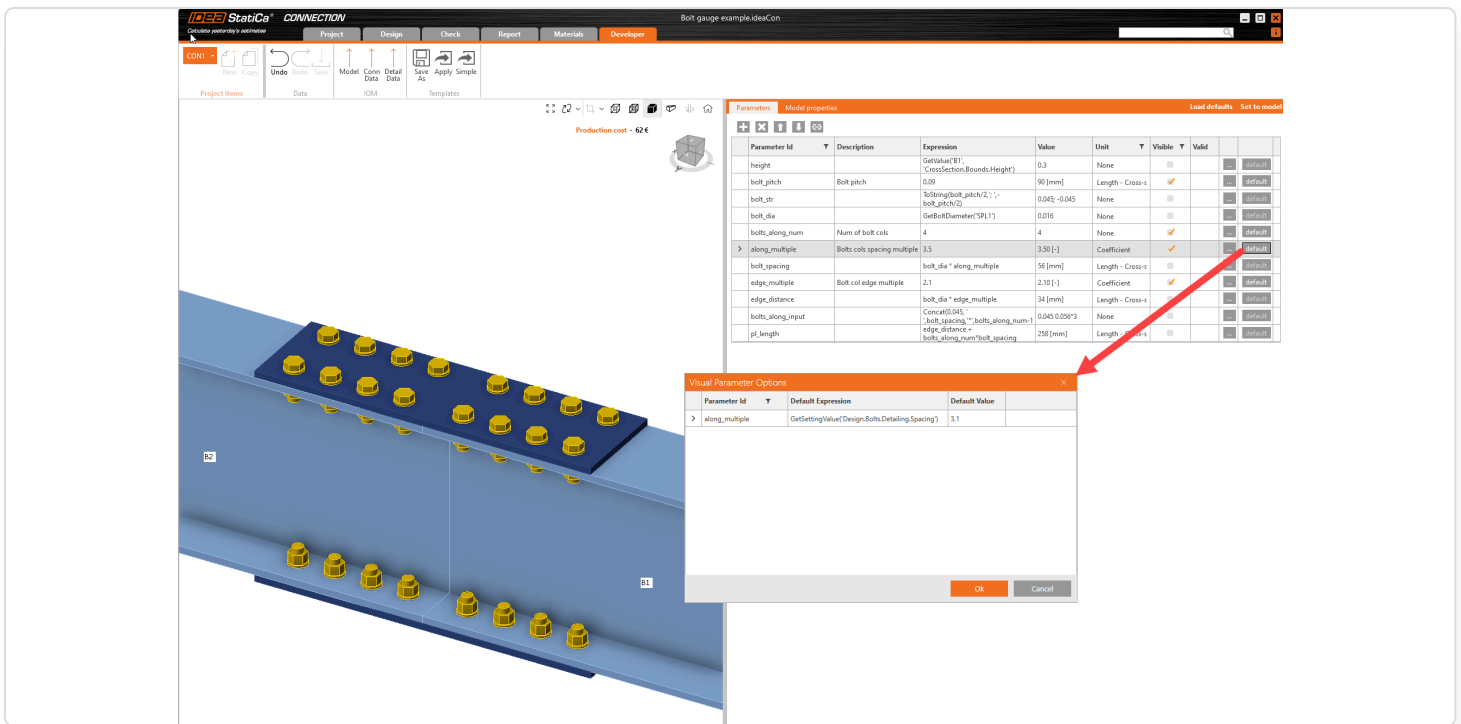 IDEA StatiCa® CONNECTION
Bolt gauge example.ideaCon
Calculate yesterday's estimates
Project Design Check Report Materials Developer
CON1
New Copy Undo Redo Save Model Conn Data Detail Data Save As Apply Simple
Project Items Data IOM Templates
Production cost - 62 €
B2
B1
Parameters Model properties Load defaults Set to model
Parameter Id Description Expression Value Unit Visible Valid
height GetValue('B1', 'CrossSection.Bounds.Height') 0.3 None ... default
bolt_pitch Bolt pitch 0.09 90 [mm] Length - Cross-s ... default
bolt_str ToString(bolt_pitch/2,'; ',-bolt_pitch/2) 0.045; -0.045 None ... default
bolt_dia GetBoltDiameter('SPL1') 0.016 None ... default
bolts_along_num Num of bolt cols 4 4 None ... default
> along_multiple Bolts cols spacing multiple 3.5 3.50 [-] Coefficient ... default
bolt_spacing bolt_dia * along_multiple 56 [mm] Length - Cross-s ... default
edge_multiple Bolt col edge multiple 2.1 2.10 [-] Coefficient ... default
edge_distance bolt_dia * edge_multiple 34 [mm] Length - Cross-s ... default
bolts_along_input Concat(0.045, ' ',bolt_spacing,'*',bolts_along_num-1 0.045 0.056*3 None ... default
pl_length edge_distance + bolts_along_num*bolt_spacing 258 [mm] Length - Cross-s ... default
Visual Parameter Options
Parameter Id Default Expression Default Value
> along_multiple GetSettingValue('Design.Bolts.Detailing.Spacing') 3.1
Ok Cancel